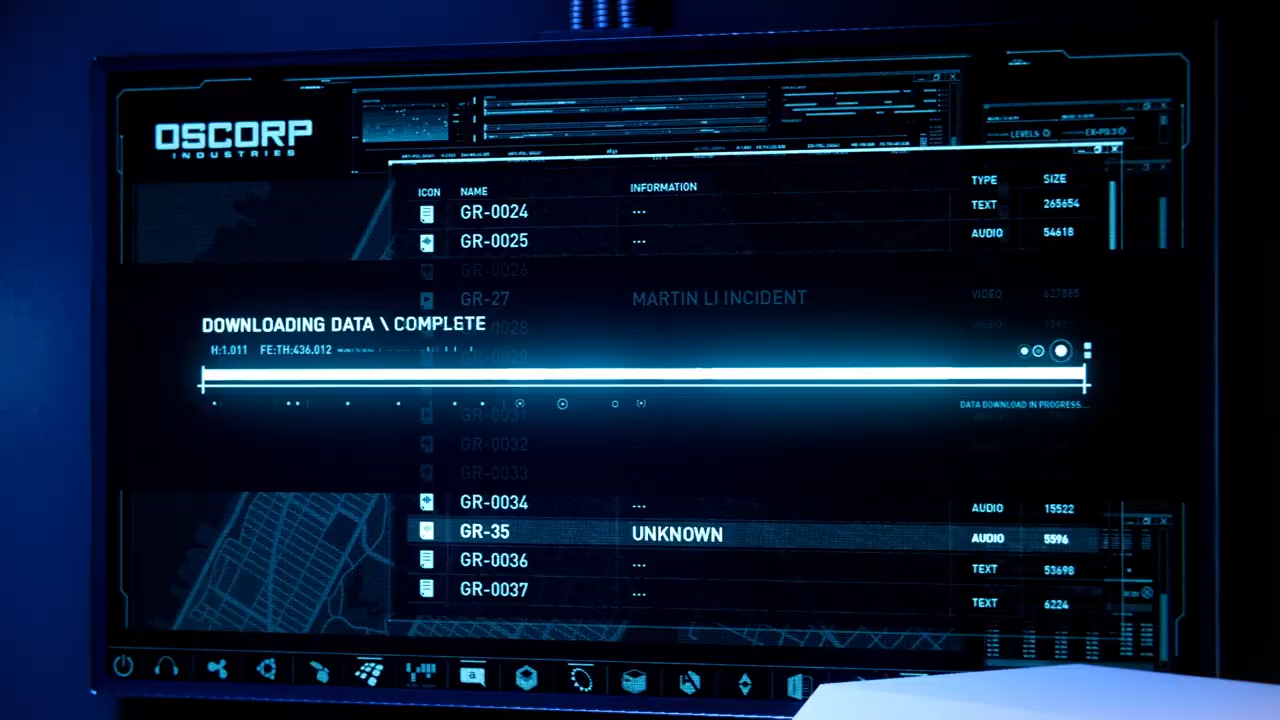 OSCORP
INDUSTRIES
LEVELS
ICON NAME INFORMATION TYPE SIZE
GR-0024 --- TEXT 265654
GR-0025 --- AUDIO 54618
GR-0026
GR-27 MARTIN LI INCIDENT VIDEO 627885
GR-0028 VIDEO
DOWNLOADING DATA \ COMPLETE
H:1.011 FE:TH:436.012
GR-0029
DATA DOWNLOAD IN PROGRESS...
GR-0031
GR-0032
GR-0033
GR-0034 --- AUDIO 15522
GR-35 UNKNOWN AUDIO 5596
GR-0036 --- TEXT 53698
GR-0037 --- TEXT 6224
a